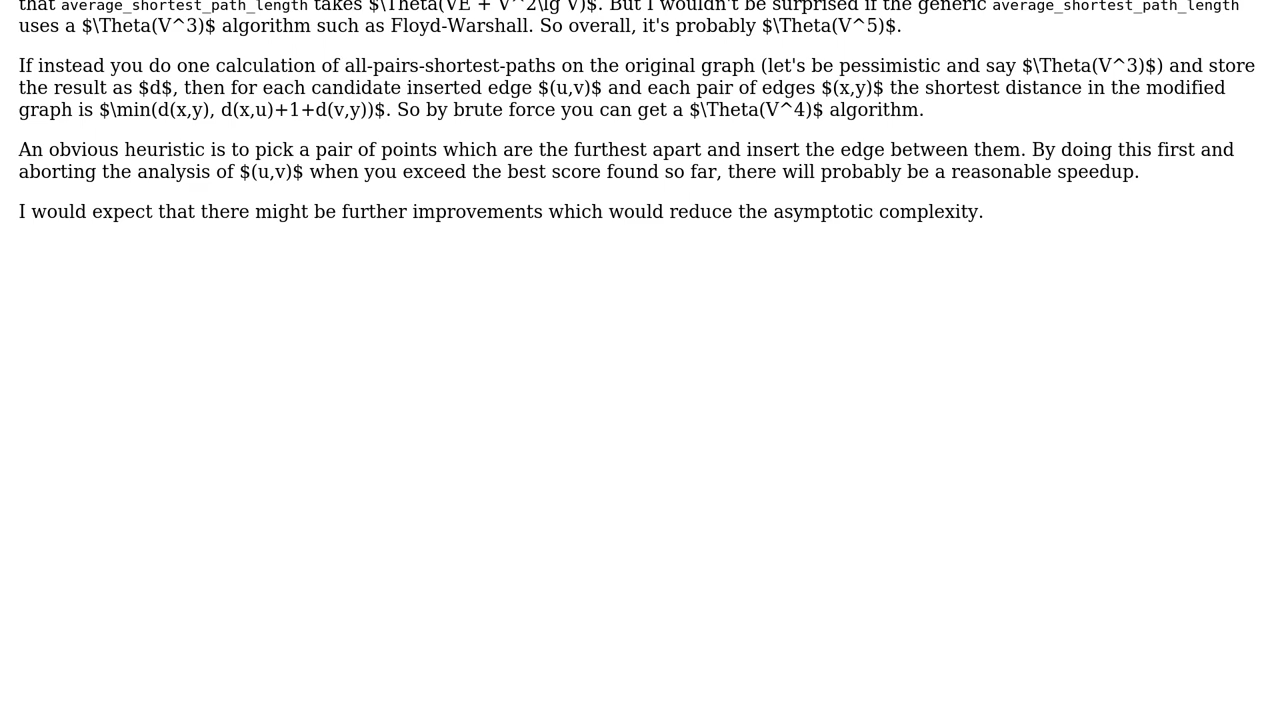 that average_shortest_path_length takes $\Theta(VE + V^2\lg V)$. But I wouldn't be surprised if the generic average_shortest_path_length
uses a $\Theta(V^3)$ algorithm such as Floyd-Warshall. So overall, it's probably $\Theta(V^5)$.
If instead you do one calculation of all-pairs-shortest-paths on the original graph (let's be pessimistic and say $\Theta(V^3)$) and store
the result as $d$, then for each candidate inserted edge $(u,v)$ and each pair of edges $(x,y)$ the shortest distance in the modified
graph is $\min(d(x,y), d(x,u)+1+d(v,y))$. So by brute force you can get a $\Theta(V^4)$ algorithm.
An obvious heuristic is to pick a pair of points which are the furthest apart and insert the edge between them. By doing this first and
aborting the analysis of $(u,v)$ when you exceed the best score found so far, there will probably be a reasonable speedup.
I would expect that there might be further improvements which would reduce the asymptotic complexity.